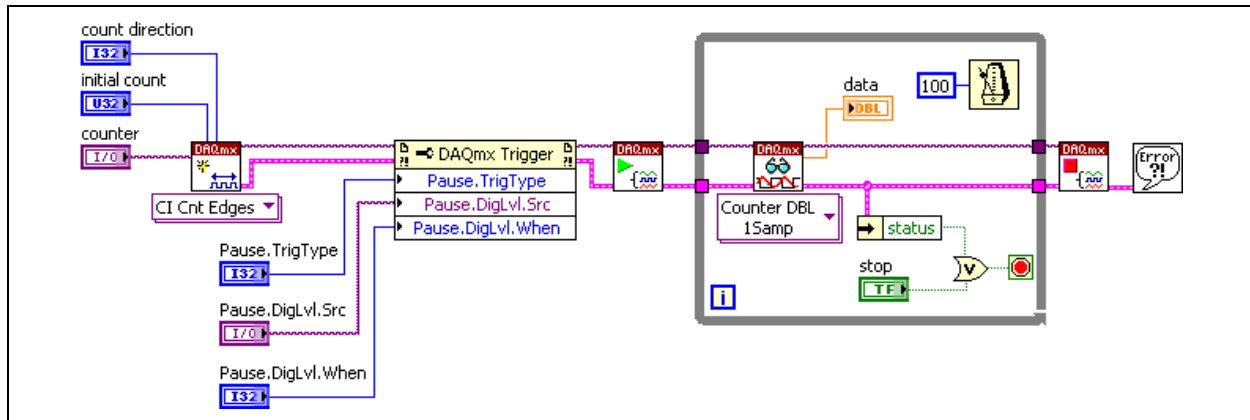 count direction
I32
initial count
U32
counter
I/O
DAQmx
CI Cnt Edges
DAQmx Trigger
Pause.TrigType
Pause.DigLvl.Src
Pause.DigLvl.When
Pause.TrigType
I32
Pause.DigLvl.Src
I/O
Pause.DigLvl.When
I32
DAQmx
data
DBL
100
DAQmx
Counter DBL
1Samp
status
stop
TF
i
DAQmx
Error
?!